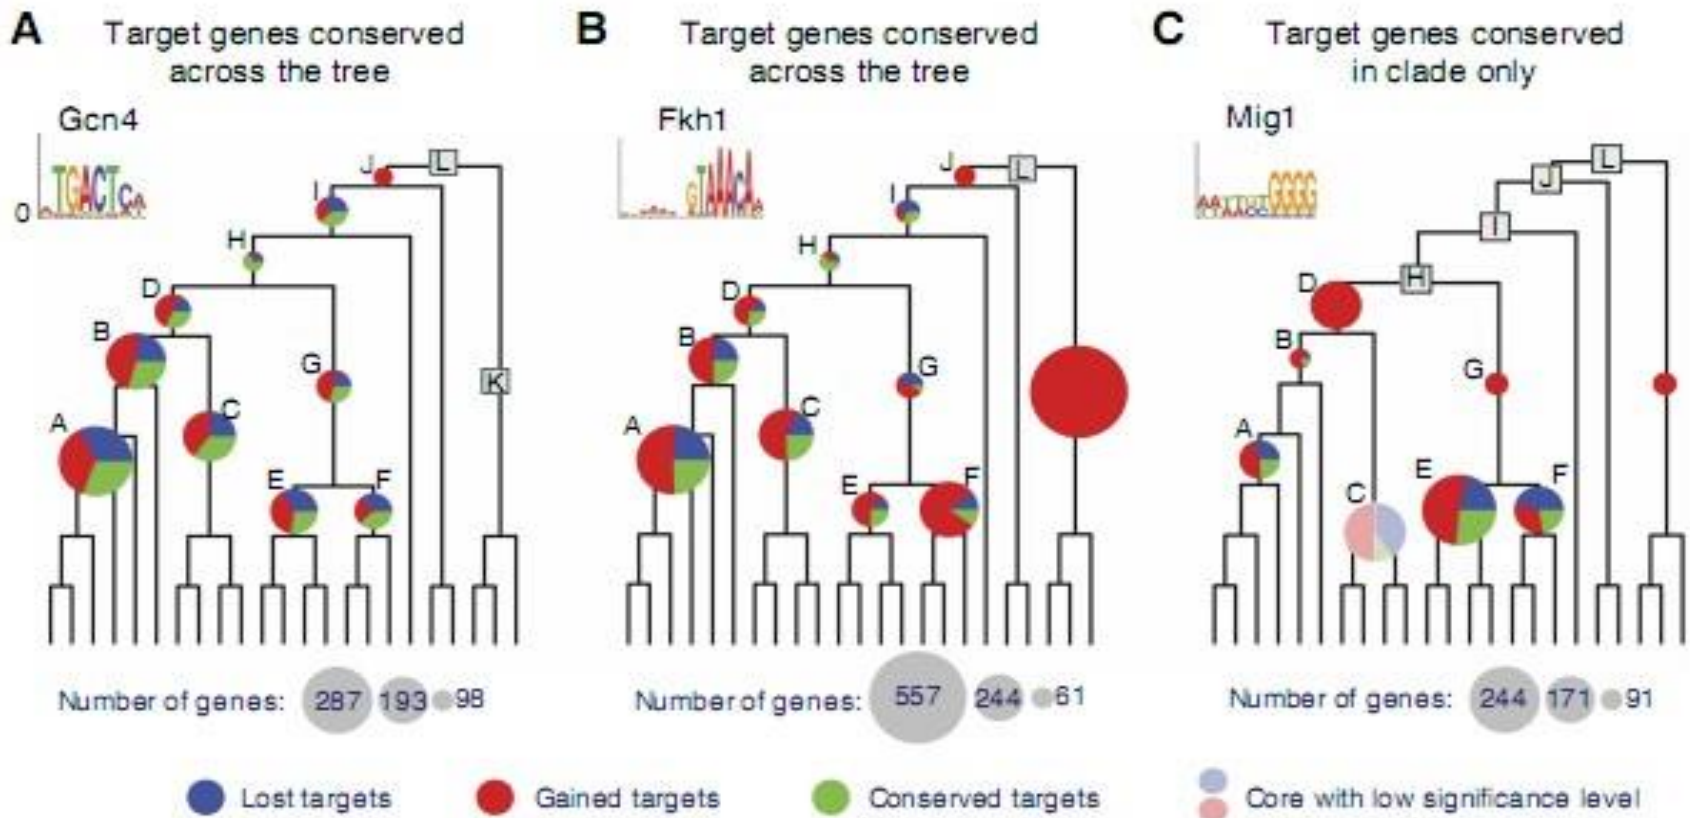 A Target genes conserved
across the tree
Gcn4
TGACTCA
0
J L
I
H
D
B
G
K
C
A
E F
Number of genes: 287 193 98
B Target genes conserved
across the tree
Fkh1
GTAAACA
J L
I
H
D
B
G
C
A
E F
Number of genes: 557 244 61
C Target genes conserved
in clade only
Mig1
GGGG
L
J
I
H
D
B
G
A
E F
C
Number of genes: 244 171 91
Lost targets Gained targets Conserved targets Core with low significance level